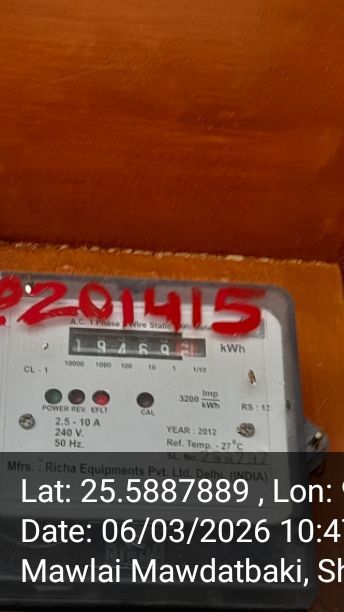 9201415
A.C. 1 Phase 2 Wire Static
19469 kWh
10000 1000 100 10 1 1/10
CL - 1
3200 Imp/kWh
RS : 12
POWER REV. EFLT
CAL
2.5 - 10 A
240 V.
50 Hz.
YEAR : 2012
Ref. Temp. - 27°C
SL. No.
Mfrs. : Richa Equipments Pvt. Ltd. Delhi. (INDIA)
Lat: 25.5887889 , Lon:
Date: 06/03/2026 10:47
Mawlai Mawdatbaki, Sh